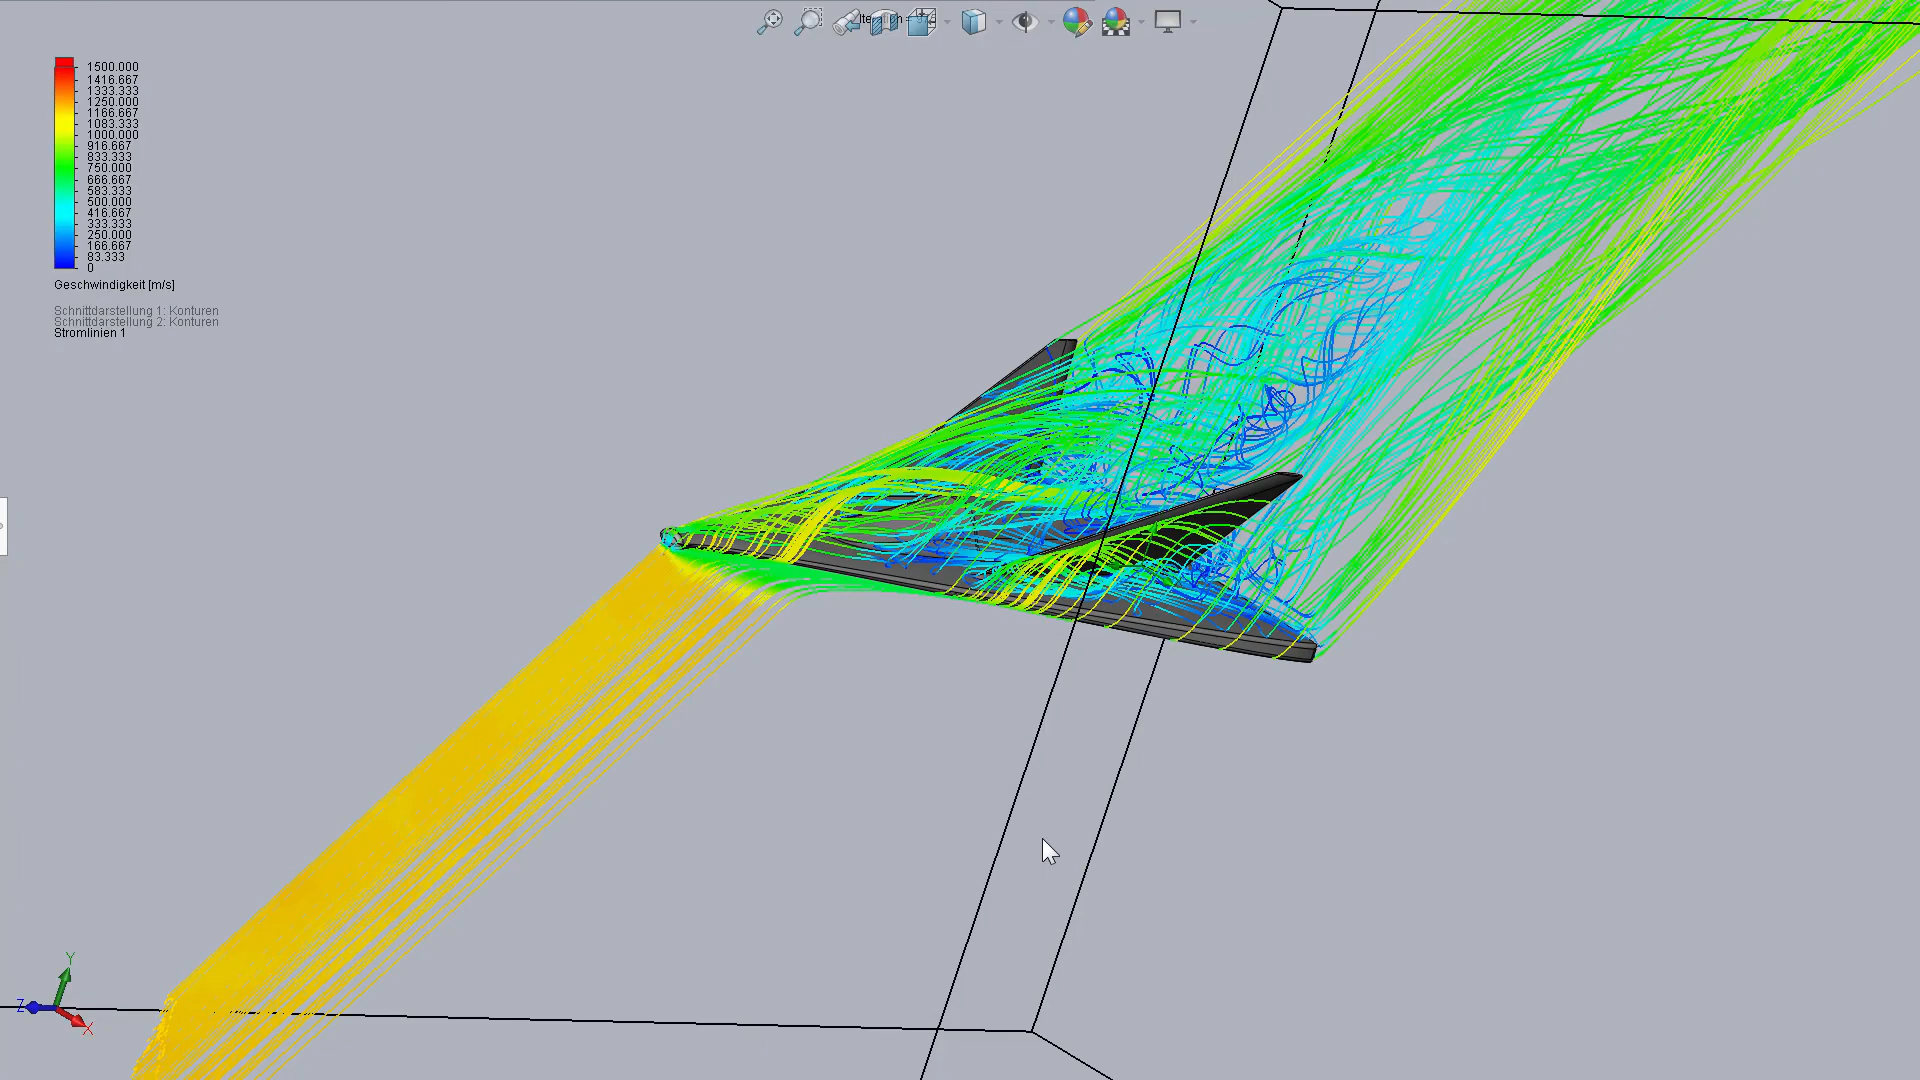 Iteration =
1500.000
1416.667
1333.333
1250.000
1166.667
1083.333
1000.000
916.667
833.333
750.000
666.667
583.333
500.000
416.667
333.333
250.000
166.667
83.333
0
Geschwindigkeit [m/s]
Schnittdarstellung 1: Konturen
Schnittdarstellung 2: Konturen
Stromlinien 1
Y
Z
X